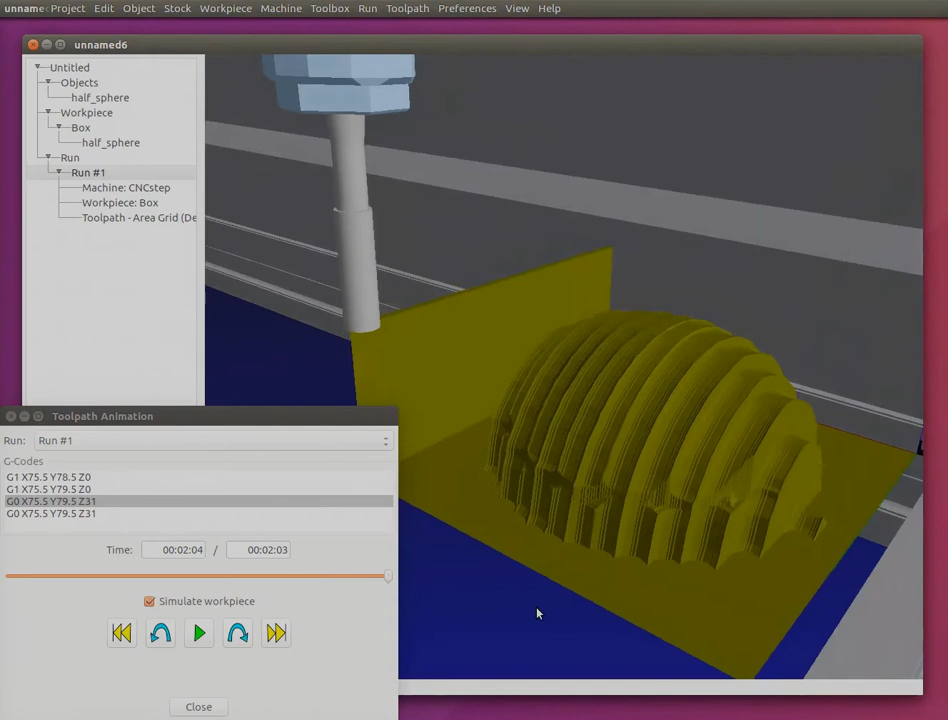 unname Project Edit Object Stock Workpiece Machine Toolbox Run Toolpath Preferences View Help
unnamed6
Untitled
Objects
half_sphere
Workpiece
Box
half_sphere
Run
Run #1
Machine: CNCstep
Workpiece: Box
Toolpath - Area Grid (De
Toolpath Animation
Run: Run #1
G-Codes
G1 X75.5 Y78.5 Z0
G1 X75.5 Y79.5 Z0
G0 X75.5 Y79.5 Z31
G0 X75.5 Y79.5 Z31
Time: 00:02:04 / 00:02:03
Simulate workpiece
Close